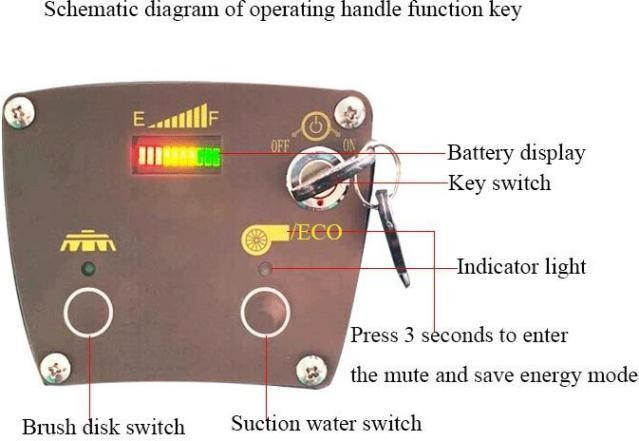 Schematic diagram of operating handle function key
E F
OFF ON
Battery display
Key switch
/ECO
Indicator light
Press 3 seconds to enter
the mute and save energy mode
Brush disk switch
Suction water switch